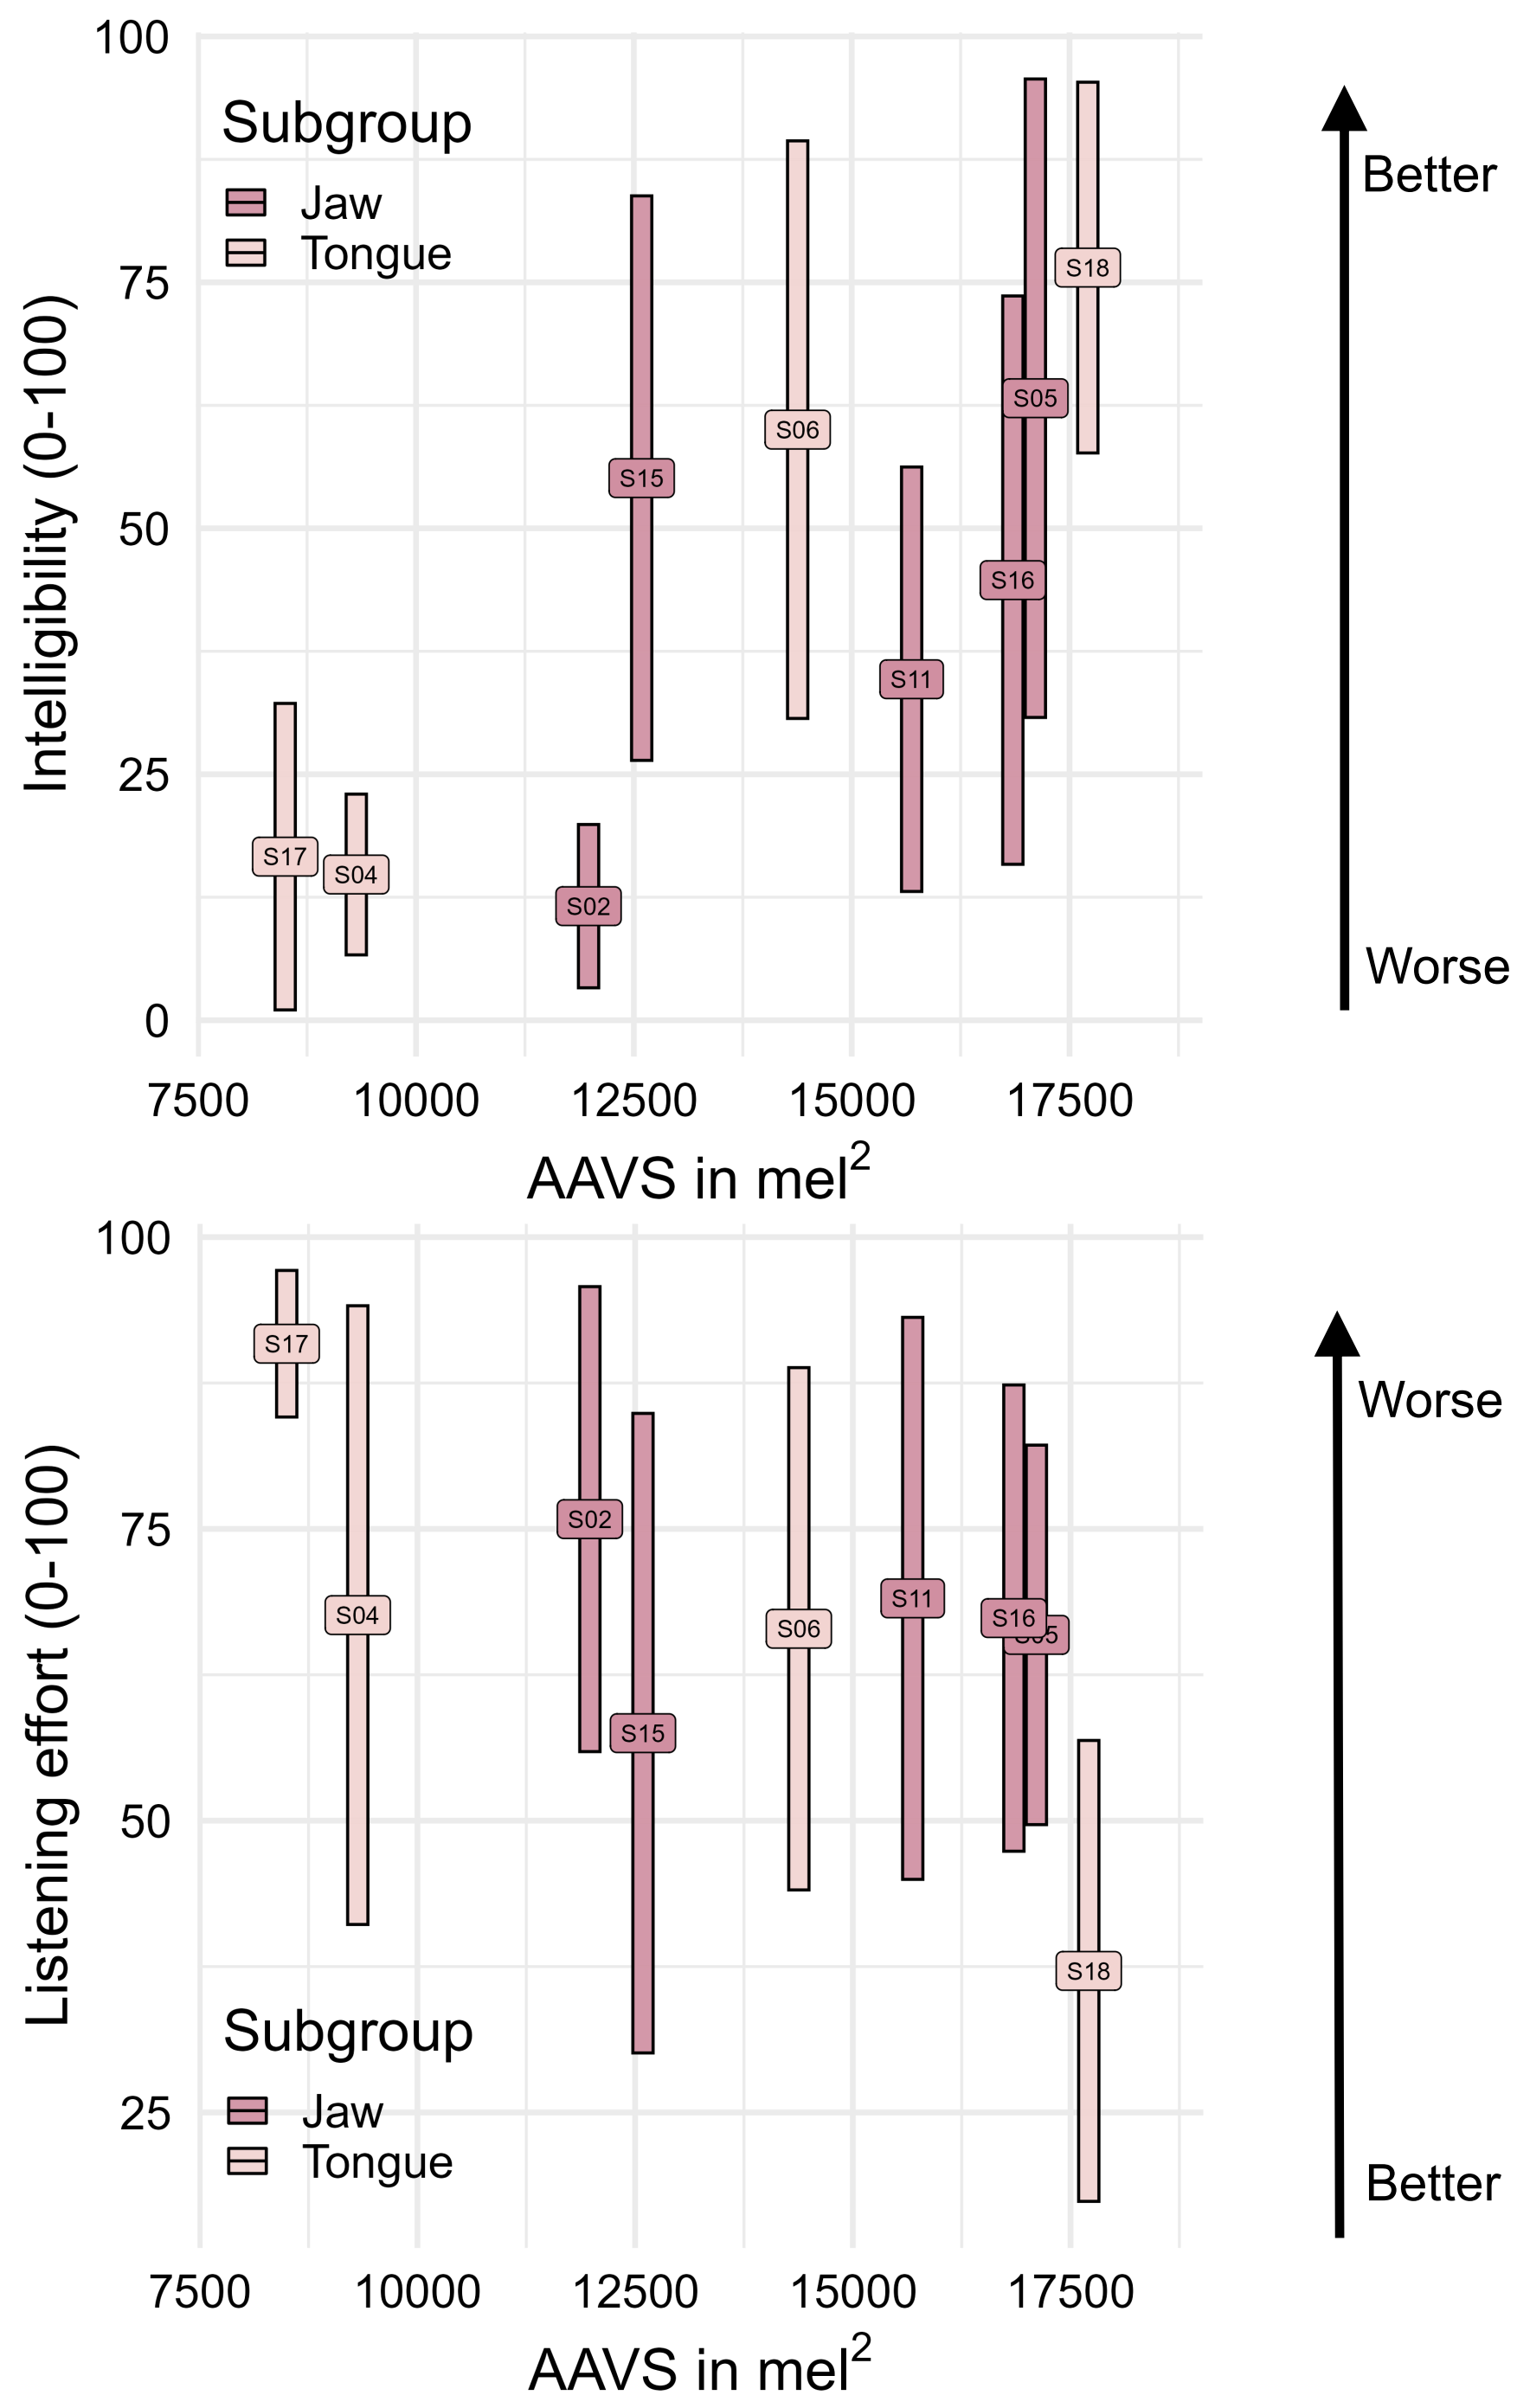 100
Subgroup
Jaw
Tongue
Better
75
S18
S05
S06
S15
50
S16
S11
25
S17
S04
S02
Worse
0
Intelligibility (0-100)
7500 10000 12500 15000 17500
AAVS in mel²
100
S17
Worse
75
S02
S11
S04
S16
S06
S15
50
S18
Subgroup
25
Jaw
Tongue
Better
Listening effort (0-100)
7500 10000 12500 15000 17500
AAVS in mel²